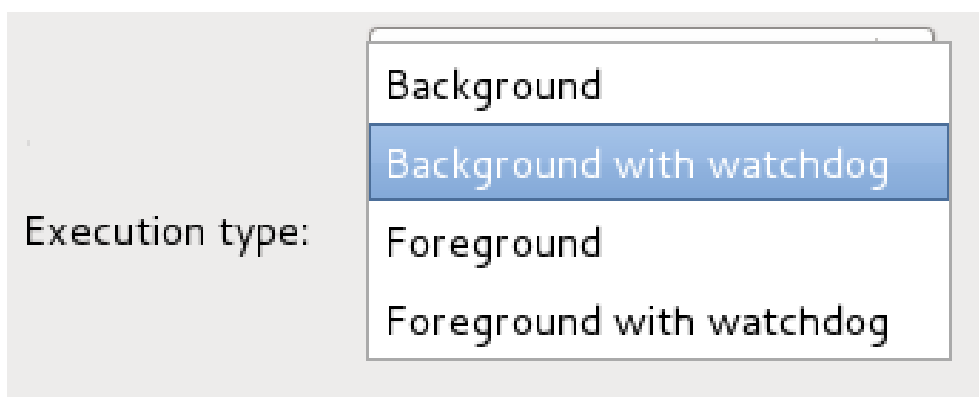 Background
Background with watchdog
Execution type:
Foreground
Foreground with watchdog